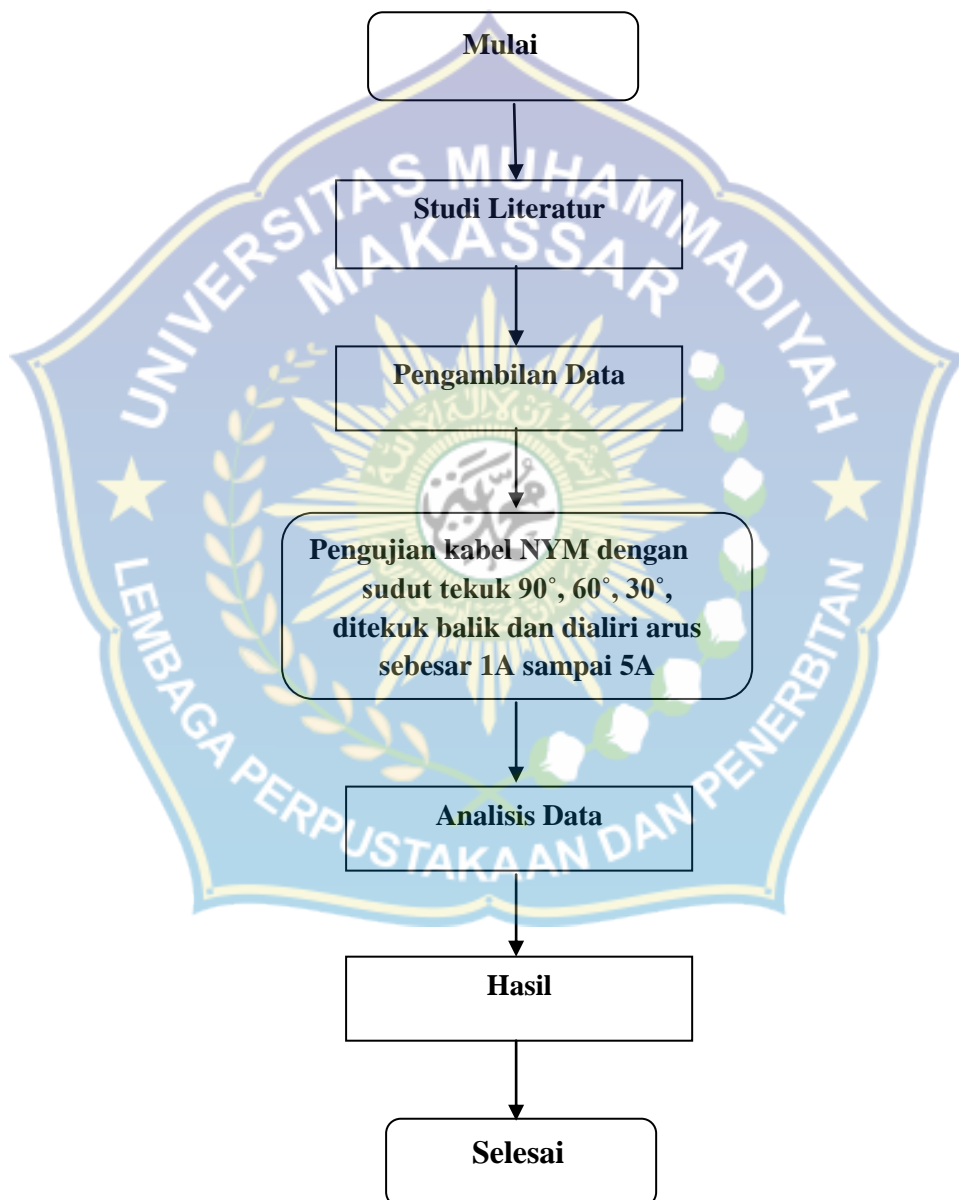 Mulai
UNIVERSITAS MUHAMMADIYAH
MAKASSAR
Studi Literatur
Pengambilan Data
Pengujian kabel NYM dengan
sudut tekuk 90°, 60°, 30°,
ditekuk balik dan dialiri arus
sebesar 1A sampai 5A
Analisis Data
LEMBAGA PERPUSTAKAAN DAN PENERBITAN
Hasil
Selesai